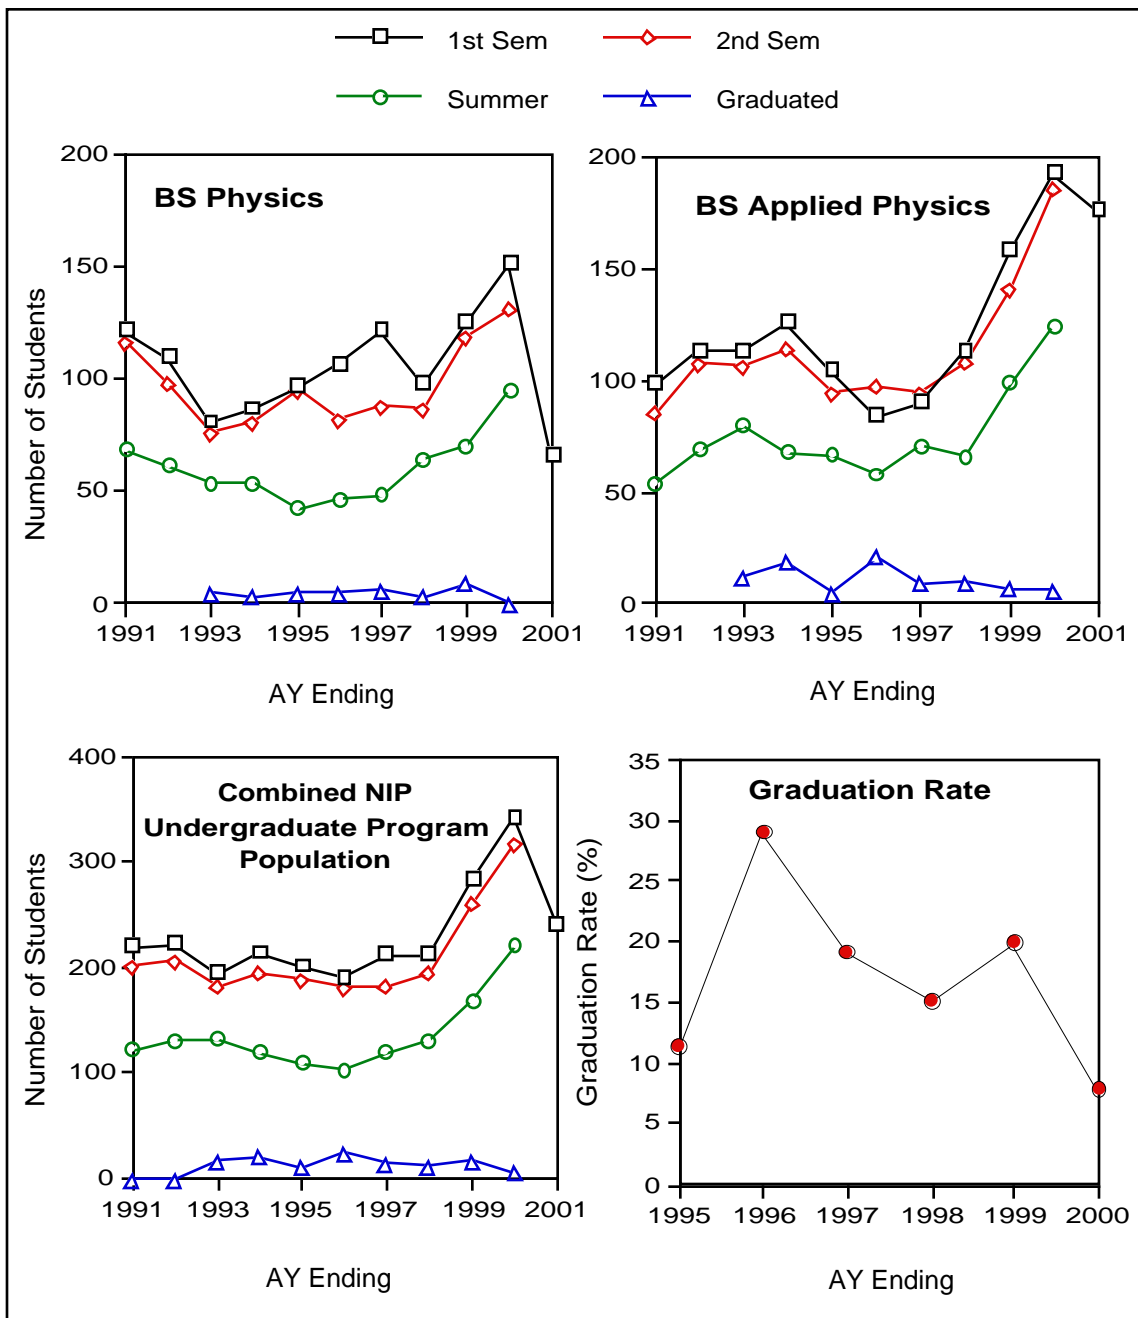 1st Sem
2nd Sem
Summer
Graduated
BS Physics
Number of Students
200
150
100
50
0
1991 1993 1995 1997 1999 2001
AY Ending
BS Applied Physics
200
150
100
50
0
1991 1993 1995 1997 1999 2001
AY Ending
Combined NIP
Undergraduate Program
Population
Number of Students
400
300
200
100
0
1991 1993 1995 1997 1999 2001
AY Ending
Graduation Rate
Graduation Rate (%)
35
30
25
20
15
10
5
0
1995 1996 1997 1998 1999 2000
AY Ending